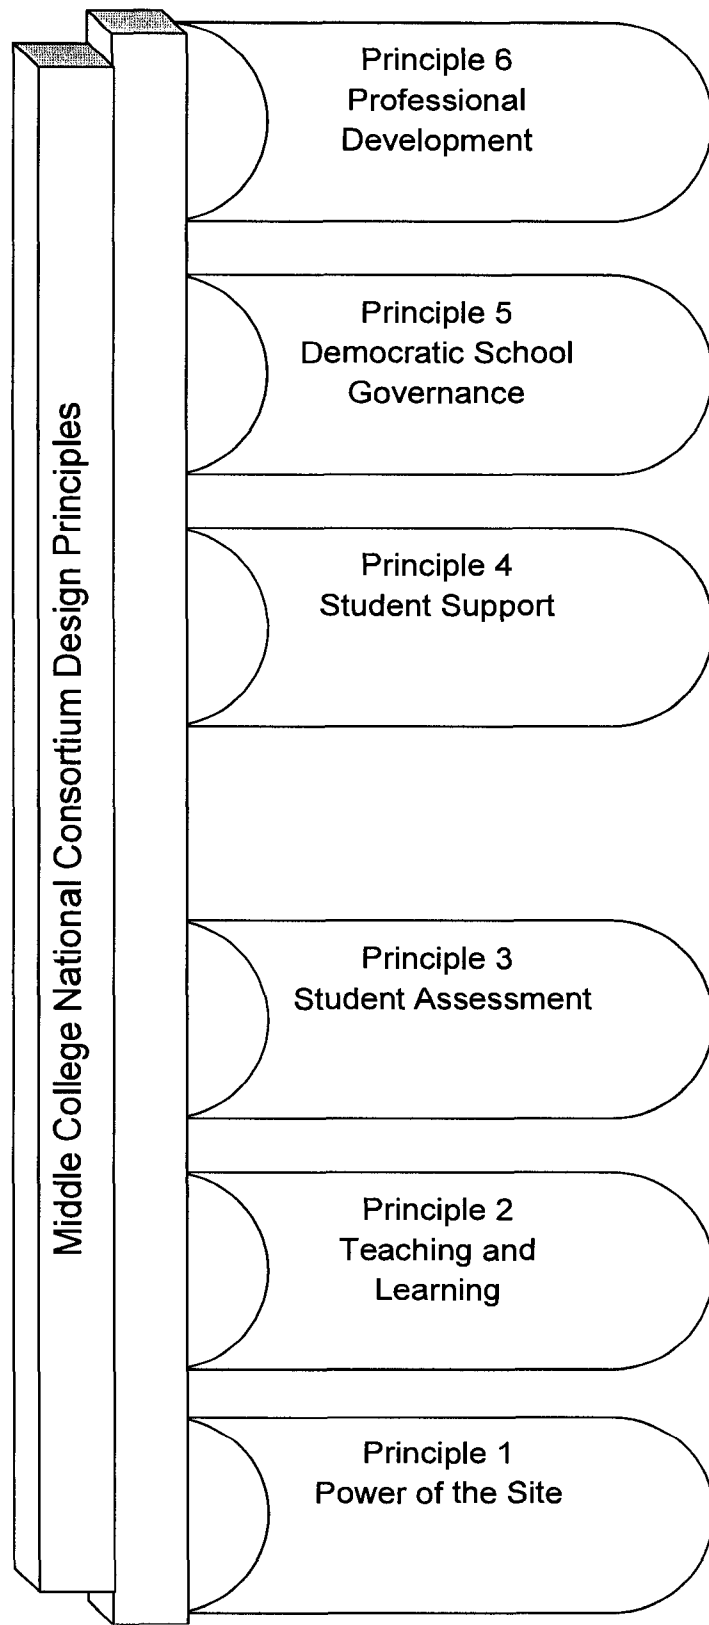 Middle College National Consortium Design Principles
Principle 6
Professional
Development
Principle 5
Democratic School
Governance
Principle 4
Student Support
Principle 3
Student Assessment
Principle 2
Teaching and
Learning
Principle 1
Power of the Site